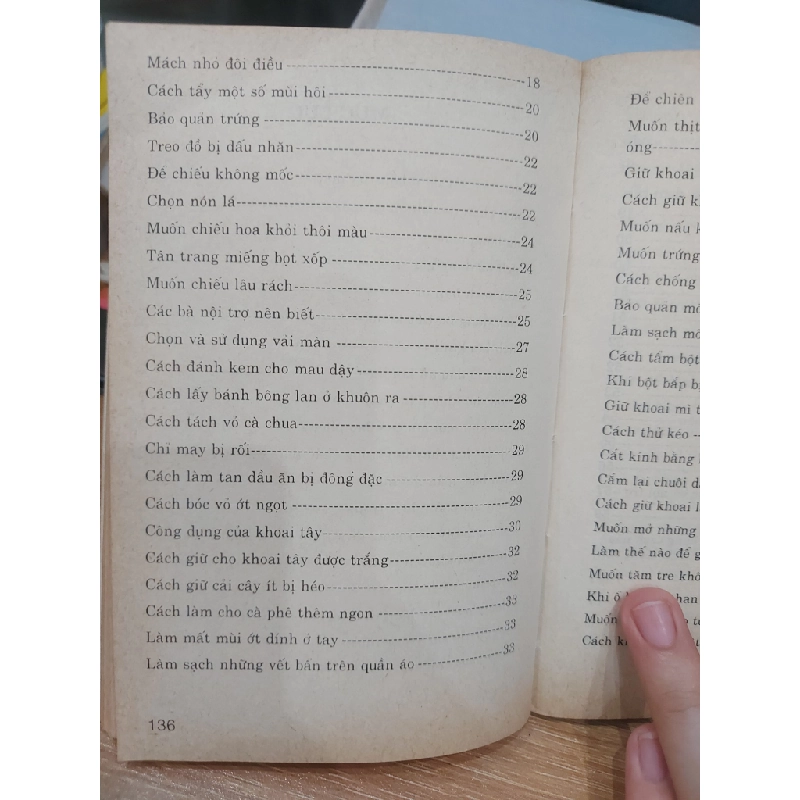 Mách nhỏ đôi điều 18
Cách tẩy một số mùi hôi 20
Bảo quản trứng 20
Treo đồ bị dấu nhăn 22
Để chiếu không mốc 22
Chọn nón lá 22
Muốn chiếu hoa khỏi thôi màu 24
Tân trang miếng bọt xốp 24
Muốn chiếu lâu rách 25
Các bà nội trợ nên biết 25
Chọn và sử dụng vải màn 27
Cách đánh kem cho mau dậy 28
Cách lấy bánh bông lan ở khuôn ra 28
Cách tách vỏ cà chua 28
Chỉ may bị rối 29
Cách làm tan dầu ăn bị đông đặc 29
Cách bóc vỏ ớt ngọt 29
Công dụng của khoai tây 30
Cách giữ cho khoai tây được trắng 32
Cách giữ cải cây ít bị héo 32
Cách làm cho cà phê thêm ngon 33
Làm mất mùi ớt dính ở tay 33
Làm sạch những vết bẩn trên quần áo 33
136
Để chiên
Muốn thịt
óng
Giữ khoai
Cách giữ
Muốn nấu
Muốn trứng
Cách chống
Bảo quản
Làm sạch
Cách tẩm bột
Khi bột bắp
Giữ khoai mì
Cách thử kéo
Cắt kính bằng
Cắm lại chuôi
Cách giữ khoai
Muốn mở những
Làm thế nào để
Muốn tăm tre
Khi ô
Muốn
Cách